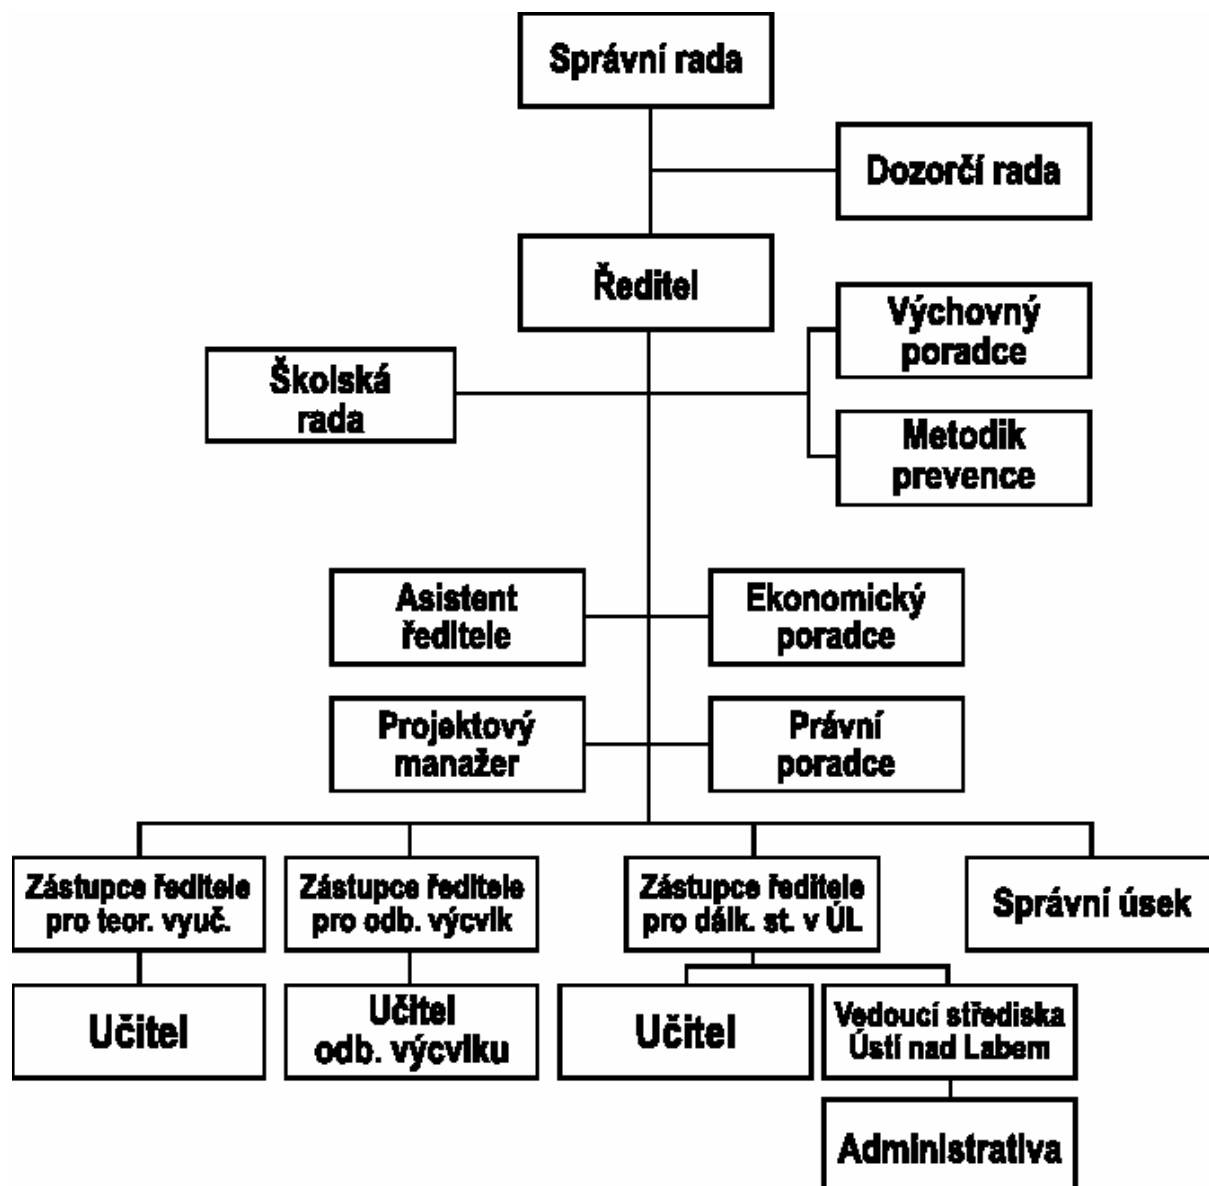 Správní rada
Dozorčí rada
Ředitel
Výchovný
poradce
Školská
rada
Metodik
prevence
Asistent
ředitele
Ekonomický
poradce
Projektový
manažer
Právní
poradce
Zástupce ředitele
pro teor. vyuč.
Zástupce ředitele
pro odb. výcvik
Zástupce ředitele
pro dálk. st. v ÚL
Správní úsek
Učitel
Učitel
odb. výcviku
Učitel
Vedoucí střediska
Ústí nad Labem
Administrativa